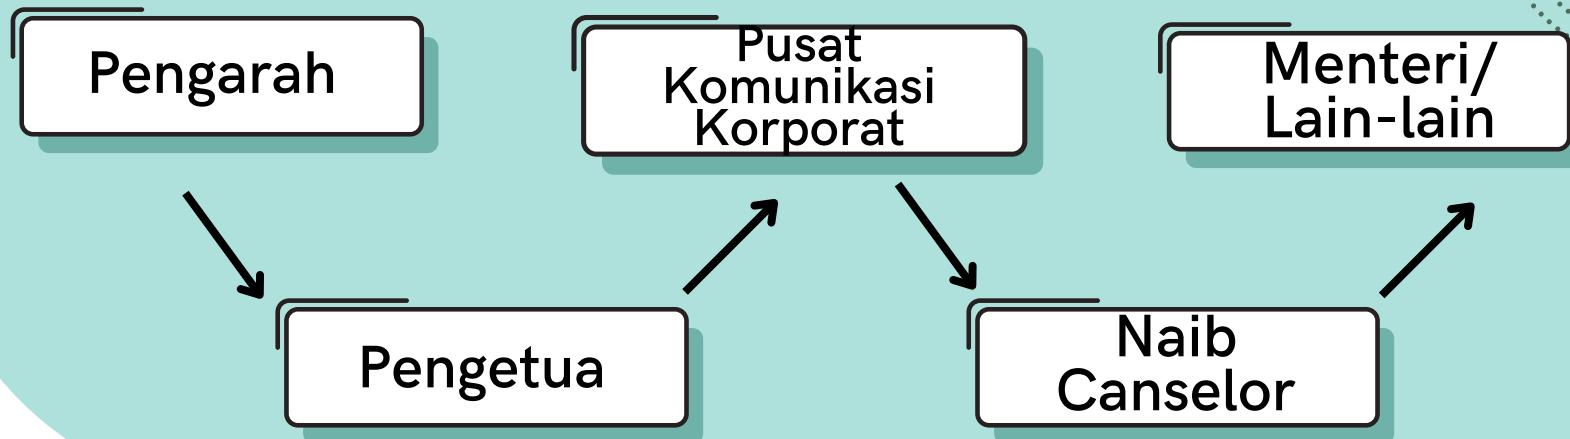 Pengarah
Pengetua
Pusat
Komunikasi
Korporat
Naib
Canselor
Menteri/
Lain-lain